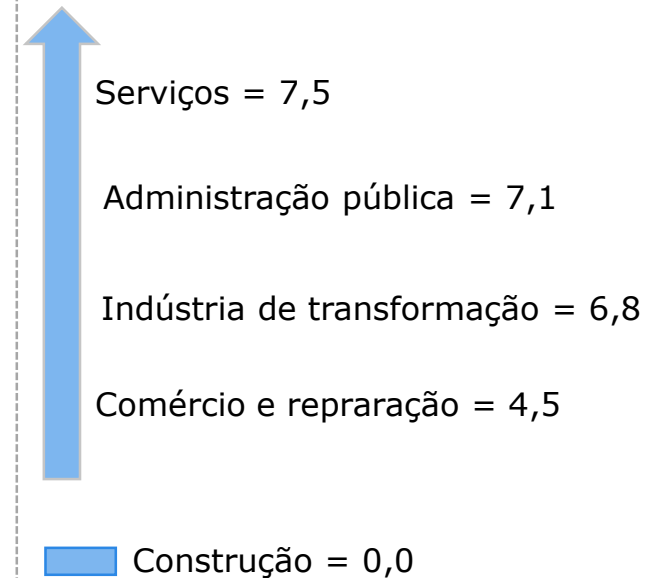 Serviços = 7,5
Administração pública = 7,1
Indústria de transformação = 6,8
Comércio e repraração = 4,5
Construção = 0,0